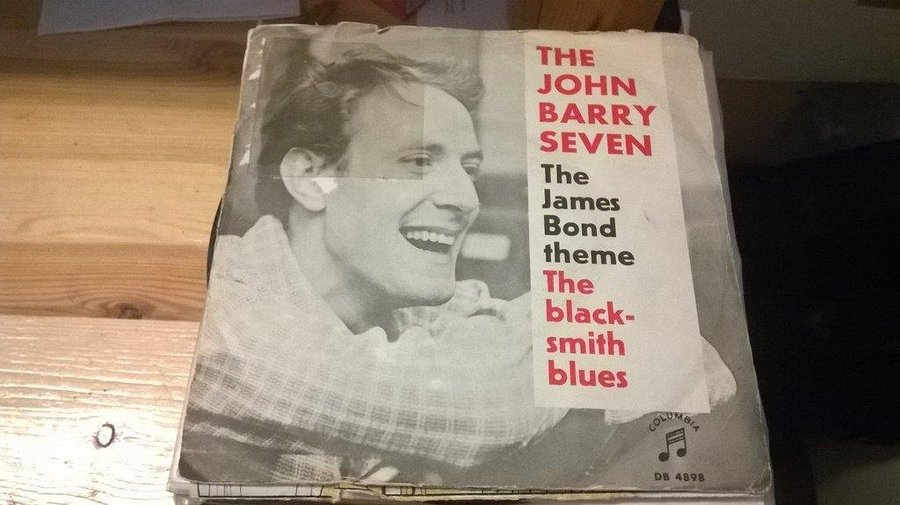 THE
JOHN
BARRY
SEVEN
The
James
Bond
theme
The
black-
smith
blues
COLUMBIA
DB 4898